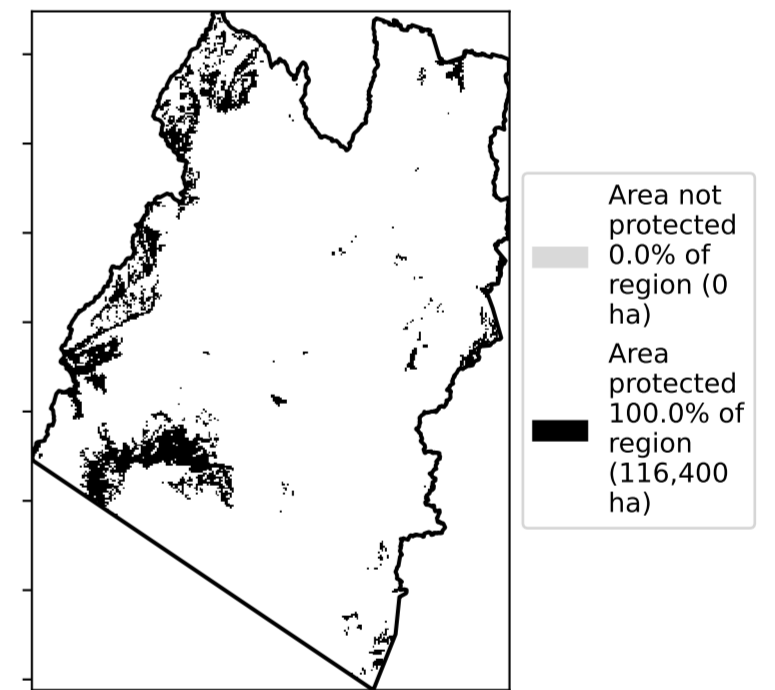 Area not
protected
0.0% of
region (0
ha)
Area
protected
100.0% of
region
(116,400
ha)